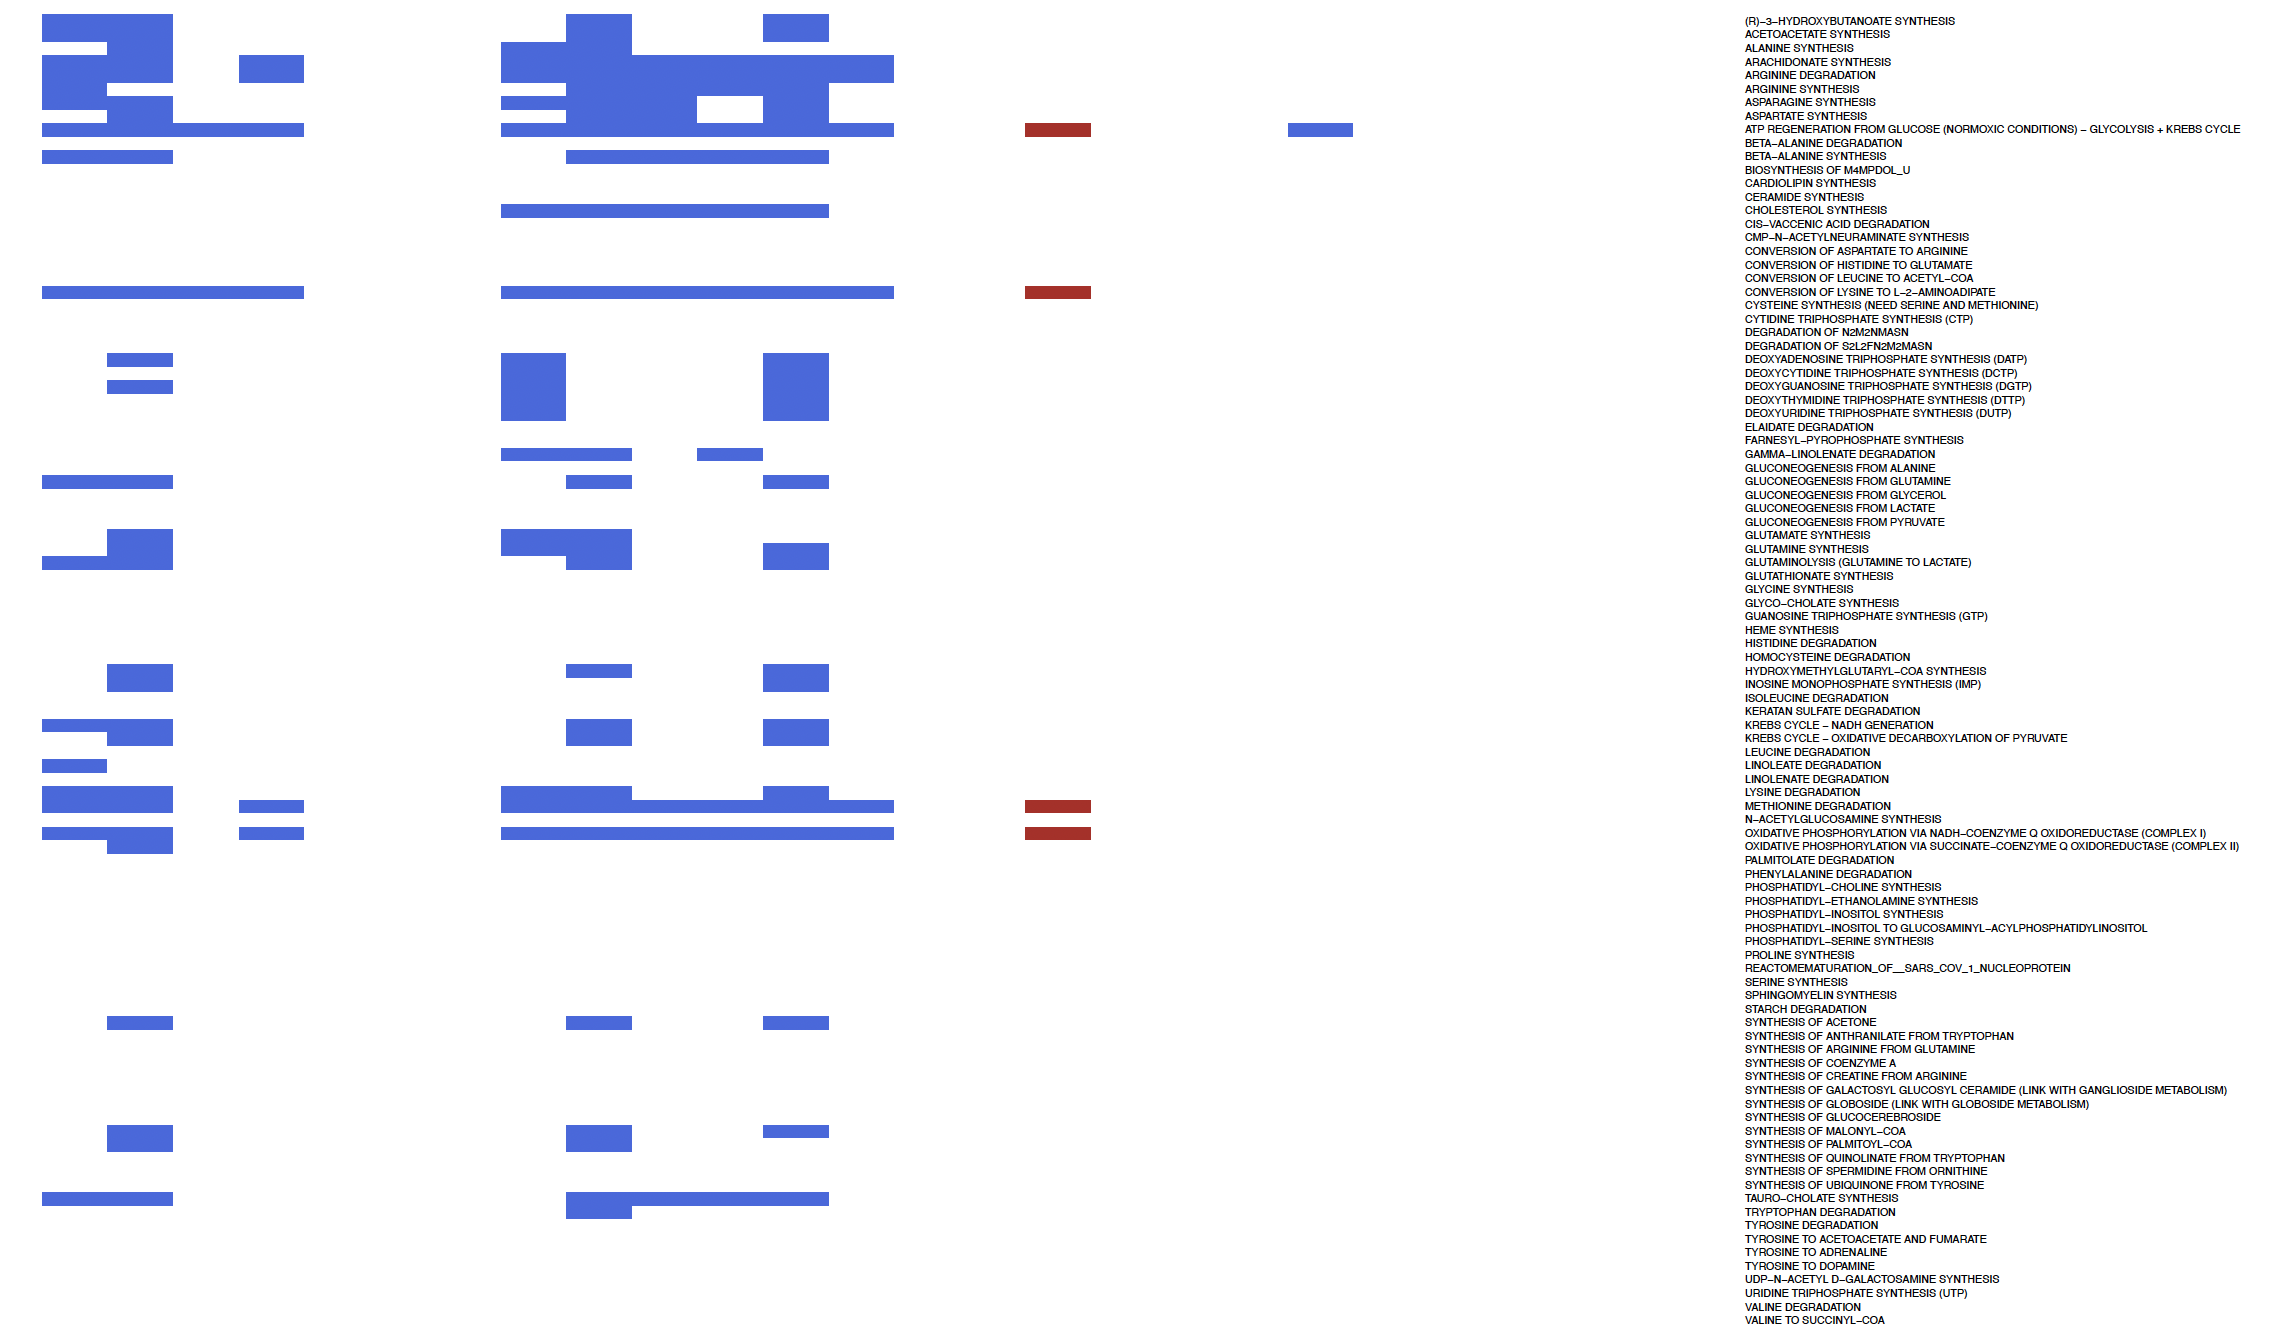 (R)−3−HYDROXYBUTANOATE SYNTHESIS
ACETOACETATE SYNTHESIS
ALANINE SYNTHESIS
ARACHIDONATE SYNTHESIS
ARGININE DEGRADATION
ARGININE SYNTHESIS
ASPARAGINE SYNTHESIS
ASPARTATE SYNTHESIS
ATP REGENERATION FROM GLUCOSE (NORMOXIC CONDITIONS) − GLYCOLYSIS + KREBS CYCLE
BETA−ALANINE DEGRADATION
BETA−ALANINE SYNTHESIS
BIOSYNTHESIS OF M4MPDOL_U
CARDIOLIPIN SYNTHESIS
CERAMIDE SYNTHESIS
CHOLESTEROL SYNTHESIS
CIS−VACCENIC ACID DEGRADATION
CMP−N−ACETYLNEURAMINATE SYNTHESIS
CONVERSION OF ASPARTATE TO ARGININE
CONVERSION OF HISTIDINE TO GLUTAMATE
CONVERSION OF LEUCINE TO ACETYL−COA
CONVERSION OF LYSINE TO L−2−AMINOADIPATE
CYSTEINE SYNTHESIS (NEED SERINE AND METHIONINE)
CYTIDINE TRIPHOSPHATE SYNTHESIS (CTP)
DEGRADATION OF N2M2NMASN
DEGRADATION OF S2L2FN2M2MASN
DEOXYADENOSINE TRIPHOSPHATE SYNTHESIS (DATP)
DEOXYCYTIDINE TRIPHOSPHATE SYNTHESIS (DCTP)
DEOXYGUANOSINE TRIPHOSPHATE SYNTHESIS (DGTP)
DEOXYTHYMIDINE TRIPHOSPHATE SYNTHESIS (DTTP)
DEOXYURIDINE TRIPHOSPHATE SYNTHESIS (DUTP)
ELAIDATE DEGRADATION
FARNESYL−PYROPHOSPHATE SYNTHESIS
GAMMA−LINOLENATE DEGRADATION
GLUCONEOGENESIS FROM ALANINE
GLUCONEOGENESIS FROM GLUTAMINE
GLUCONEOGENESIS FROM GLYCEROL
GLUCONEOGENESIS FROM LACTATE
GLUCONEOGENESIS FROM PYRUVATE
GLUTAMATE SYNTHESIS
GLUTAMINE SYNTHESIS
GLUTAMINOLYSIS (GLUTAMINE TO LACTATE)
GLUTATHIONATE SYNTHESIS
GLYCINE SYNTHESIS
GLYCO−CHOLATE SYNTHESIS
GUANOSINE TRIPHOSPHATE SYNTHESIS (GTP)
HEME SYNTHESIS
HISTIDINE DEGRADATION
HOMOCYSTEINE DEGRADATION
HYDROXYMETHYLGLUTARYL−COA SYNTHESIS
INOSINE MONOPHOSPHATE SYNTHESIS (IMP)
ISOLEUCINE DEGRADATION
KERATAN SULFATE DEGRADATION
KREBS CYCLE − NADH GENERATION
KREBS CYCLE − OXIDATIVE DECARBOXYLATION OF PYRUVATE
LEUCINE DEGRADATION
LINOLEATE DEGRADATION
LINOLENATE DEGRADATION
LYSINE DEGRADATION
METHIONINE DEGRADATION
N−ACETYLGLUCOSAMINE SYNTHESIS
OXIDATIVE PHOSPHORYLATION VIA NADH−COENZYME Q OXIDOREDUCTASE (COMPLEX I)
OXIDATIVE PHOSPHORYLATION VIA SUCCINATE−COENZYME Q OXIDOREDUCTASE (COMPLEX II)
PALMITOLATE DEGRADATION
PHENYLALANINE DEGRADATION
PHOSPHATIDYL−CHOLINE SYNTHESIS
PHOSPHATIDYL−ETHANOLAMINE SYNTHESIS
PHOSPHATIDYL−INOSITOL SYNTHESIS
PHOSPHATIDYL−INOSITOL TO GLUCOSAMINYL−ACYLPHOSPHATIDYLINOSITOL
PHOSPHATIDYL−SERINE SYNTHESIS
PROLINE SYNTHESIS
REACTOMEMATURATION_OF__SARS_COV_1_NUCLEOPROTEIN
SERINE SYNTHESIS
SPHINGOMYELIN SYNTHESIS
STARCH DEGRADATION
SYNTHESIS OF ACETONE
SYNTHESIS OF ANTHRANILATE FROM TRYPTOPHAN
SYNTHESIS OF ARGININE FROM GLUTAMINE
SYNTHESIS OF COENZYME A
SYNTHESIS OF CREATINE FROM ARGININE
SYNTHESIS OF GALACTOSYL GLUCOSYL CERAMIDE (LINK WITH GANGLIOSIDE METABOLISM)
SYNTHESIS OF GLOBOSIDE (LINK WITH GLOBOSIDE METABOLISM)
SYNTHESIS OF GLUCOCEREBROSIDE
SYNTHESIS OF MALONYL−COA
SYNTHESIS OF PALMITOYL−COA
SYNTHESIS OF QUINOLINATE FROM TRYPTOPHAN
SYNTHESIS OF SPERMIDINE FROM ORNITHINE
SYNTHESIS OF UBIQUINONE FROM TYROSINE
TAURO−CHOLATE SYNTHESIS
TRYPTOPHAN DEGRADATION
TYROSINE DEGRADATION
TYROSINE TO ACETOACETATE AND FUMARATE
TYROSINE TO ADRENALINE
TYROSINE TO DOPAMINE
UDP−N−ACETYL D−GALACTOSAMINE SYNTHESIS
URIDINE TRIPHOSPHATE SYNTHESIS (UTP)
VALINE DEGRADATION
VALINE TO SUCCINYL−COA